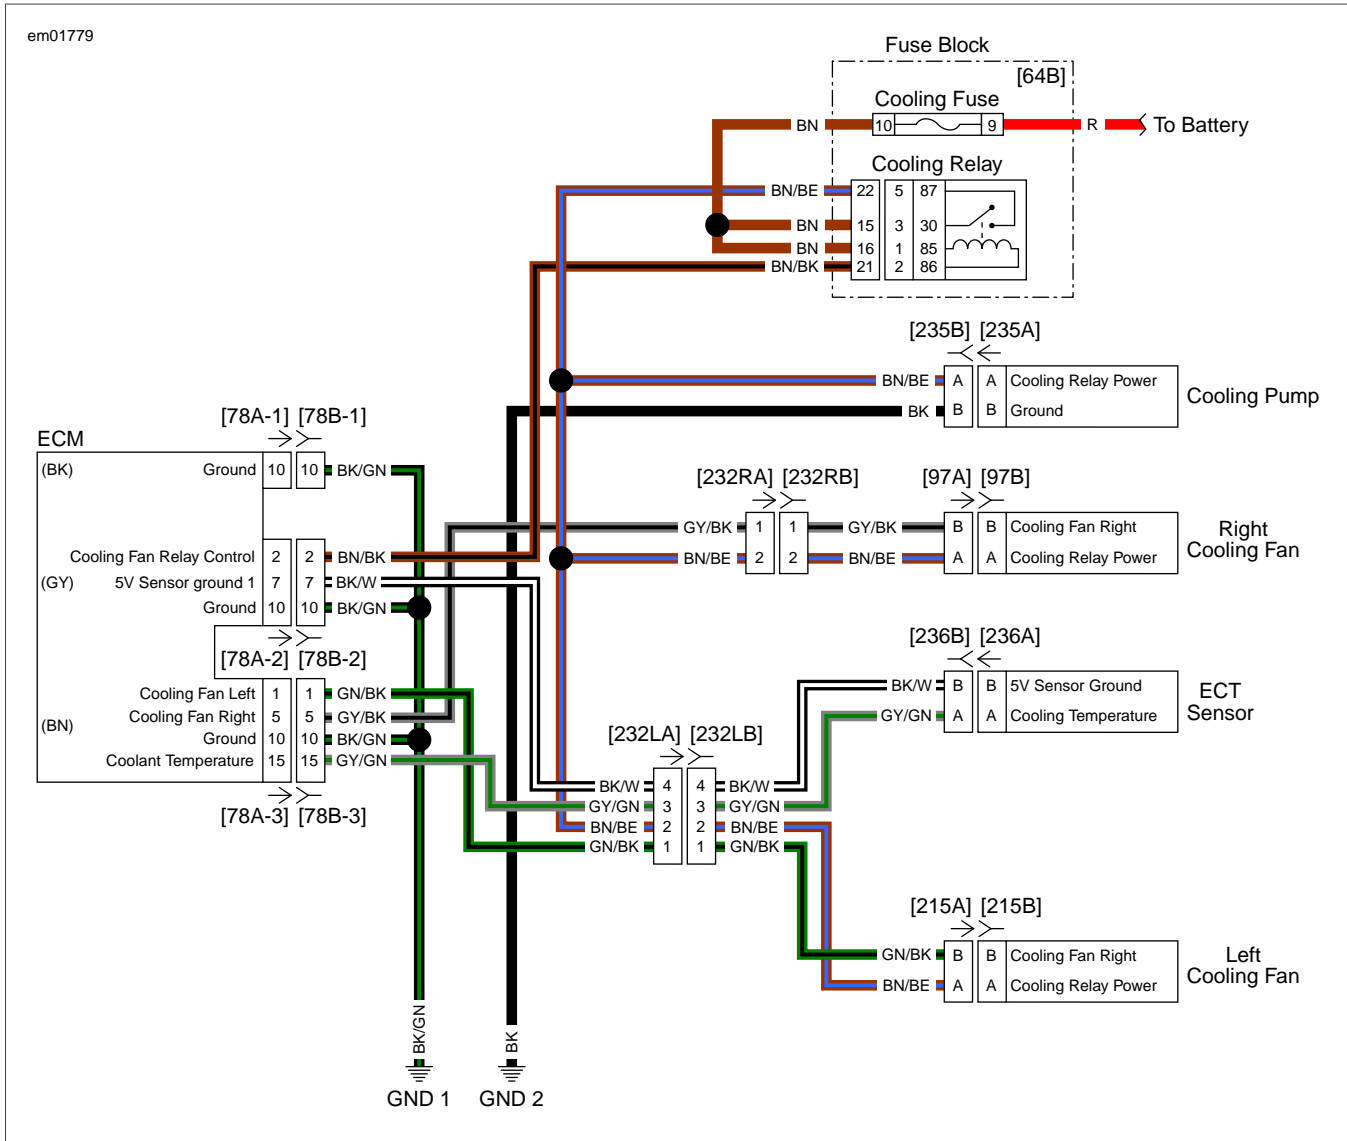 em01779
Fuse Block
[64B]
Cooling Fuse
BN 10 9 R To Battery
Cooling Relay
BN/BE 22 5 87
BN 15 3 30
BN 16 1 85
BN/BK 21 2 86
[235B] [235A]
BN/BE A A Cooling Relay Power
Cooling Pump
BK B B Ground
[78A-1] [78B-1]
ECM
(BK) Ground 10 10 BK/GN
[232RA] [232RB] [97A] [97B]
GY/BK 1 1 GY/BK B B Cooling Fan Right
BN/BE 2 2 BN/BE A A Cooling Relay Power
Right
Cooling Fan
Cooling Fan Relay Control 2 2 BN/BK
(GY) 5V Sensor ground 1 7 7 BK/W
Ground 10 10 BK/GN
[78A-2] [78B-2]
[236B] [236A]
BK/W B B 5V Sensor Ground
GY/GN A A Cooling Temperature
ECT
Sensor
Cooling Fan Left 1 1 GN/BK
Cooling Fan Right 5 5 GY/BK
(BN)
Ground 10 10 BK/GN
Coolant Temperature 15 15 GY/GN
[78A-3] [78B-3]
[232LA] [232LB]
BK/W 4 4 BK/W
GY/GN 3 3 GY/GN
BN/BE 2 2 BN/BE
GN/BK 1 1 GN/BK
[215A] [215B]
GN/BK B B Cooling Fan Right
BN/BE A A Cooling Relay Power
Left
Cooling Fan
BK/GN BK
GND 1 GND 2